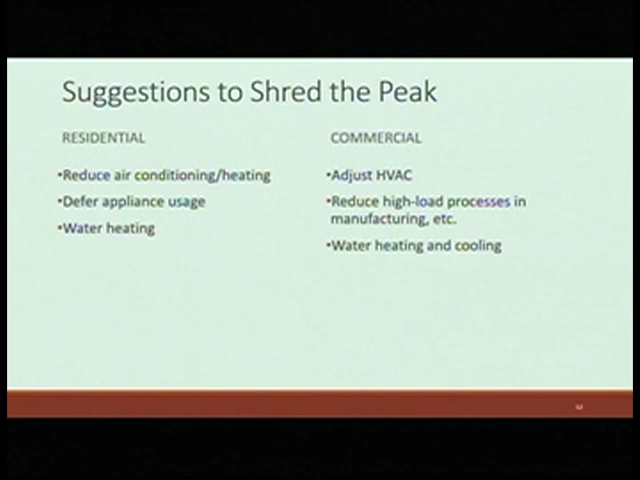 Suggestions to Shred the Peak
RESIDENTIAL
•Reduce air conditioning/heating
•Defer appliance usage
•Water heating
COMMERCIAL
•Adjust HVAC
•Reduce high-load processes in
manufacturing, etc.
•Water heating and cooling